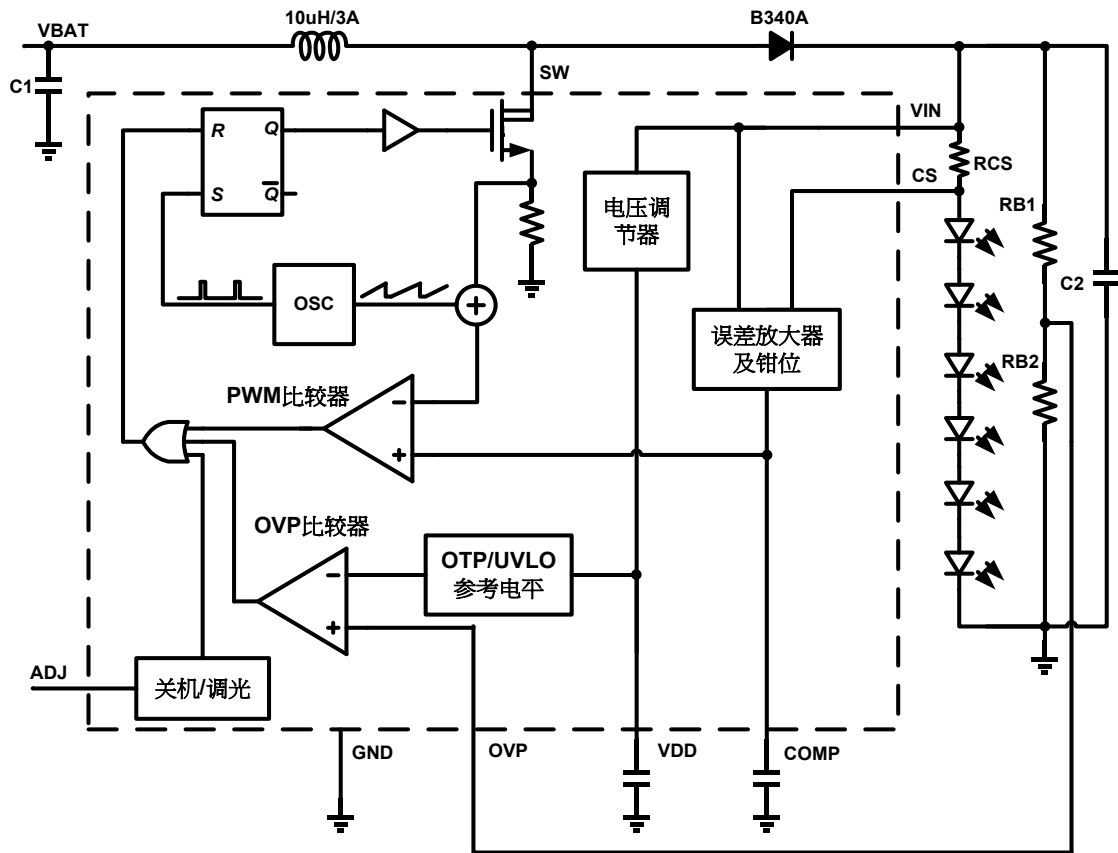 VBAT
10uH/3A
B340A
C1
SW
VIN
R
Q
RCS
CS
S
Q
电压调
节器
RB1
C2
OSC
误差放大器
及钳位
RB2
PWM比较器
OVP比较器
OTP/UVLO
参考电平
ADJ
关机/调光
GND
OVP
VDD
COMP